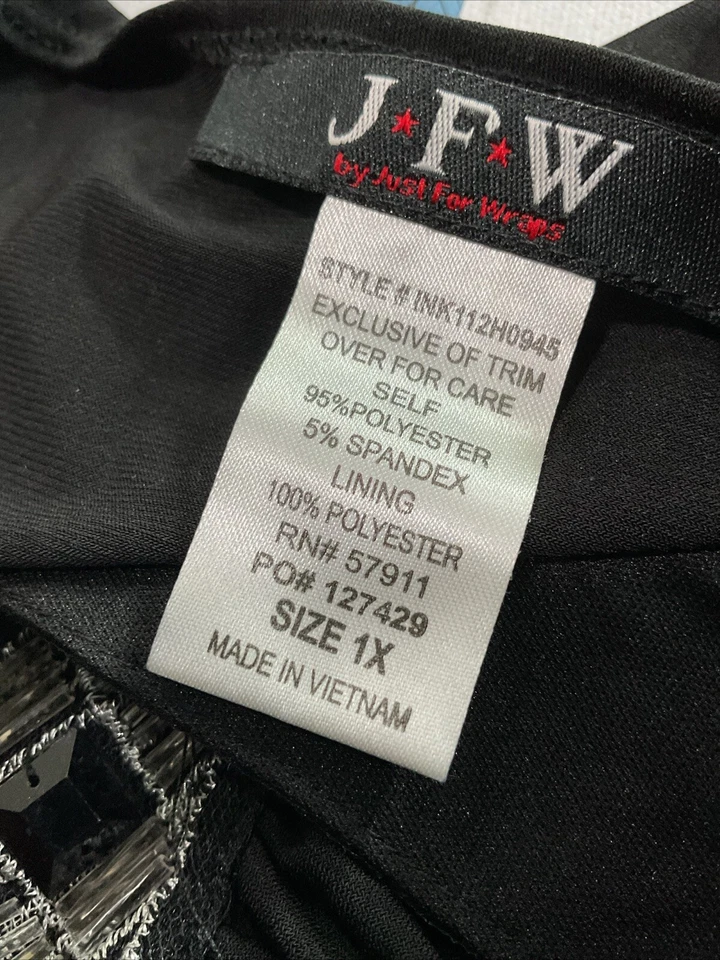 J★F★W
by Just For Wraps
STYLE # INK112H0945
EXCLUSIVE OF TRIM
OVER FOR CARE
SELF
95%POLYESTER
5% SPANDEX
LINING
100% POLYESTER
RN# 57911
PO# 127429
SIZE 1X
MADE IN VIETNAM